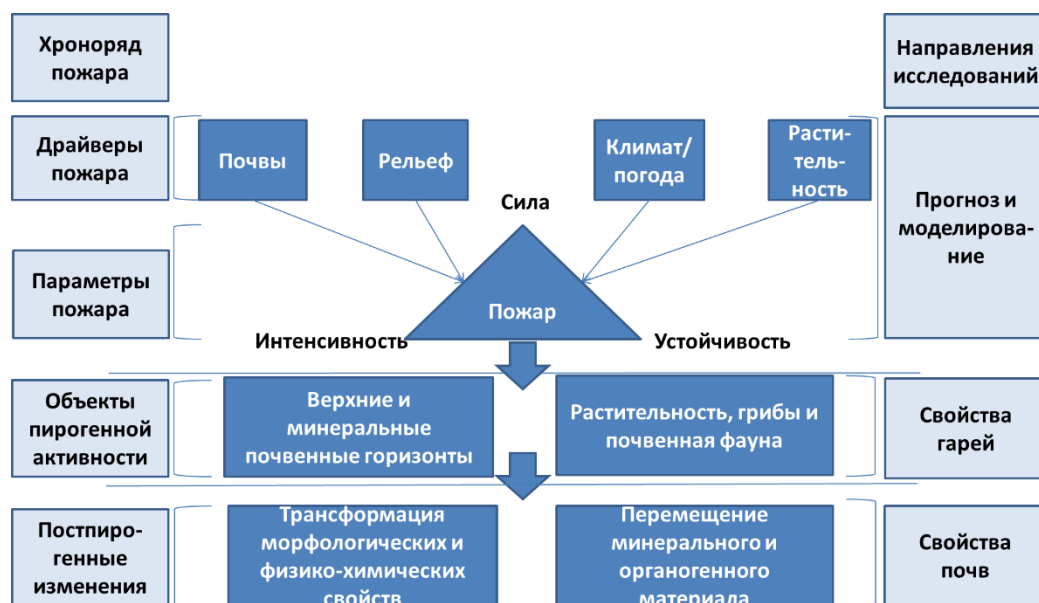 Хроноряд
пожара
Направления
исследований
Драйверы
пожара
Почвы
Рельеф
Климат/
погода
Расти-
тель-
ность
Прогноз и
моделирова-
ние
Сила
Параметры
пожара
Пожар
Интенсивность
Устойчивость
Объекты
пирогенной
активности
Верхние и
минеральные
почвенные горизонты
Растительность, грибы и
почвенная фауна
Свойства
гарей
Постпиро-
генные
изменения
Трансформация
морфологических и
физико-химических
свойств
Перемещение
минерального и
органогенного
материала
Свойства
почв